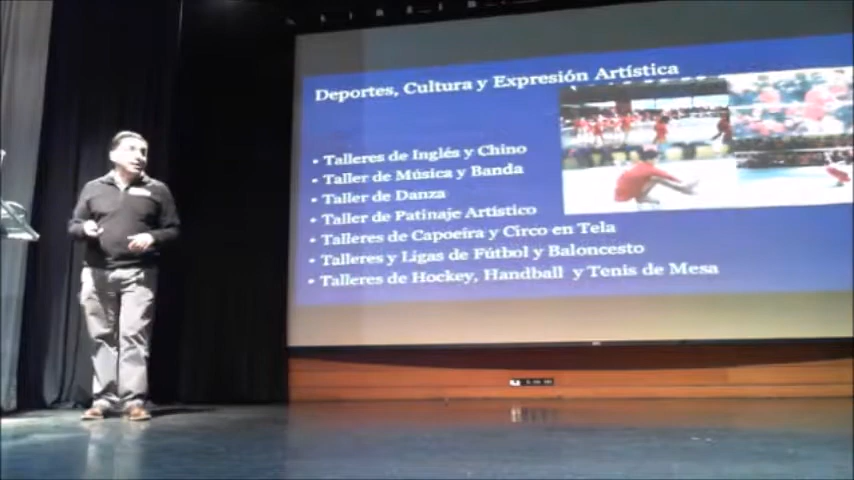 Deportes, Cultura y Expresión Artística
• Talleres de Inglés y Chino
• Taller de Música y Banda
• Taller de Danza
• Taller de Patinaje Artístico
• Talleres de Capoeira y Circo en Tela
• Talleres y Ligas de Fútbol y Baloncesto
• Talleres de Hockey, Handball y Tenis de Mesa